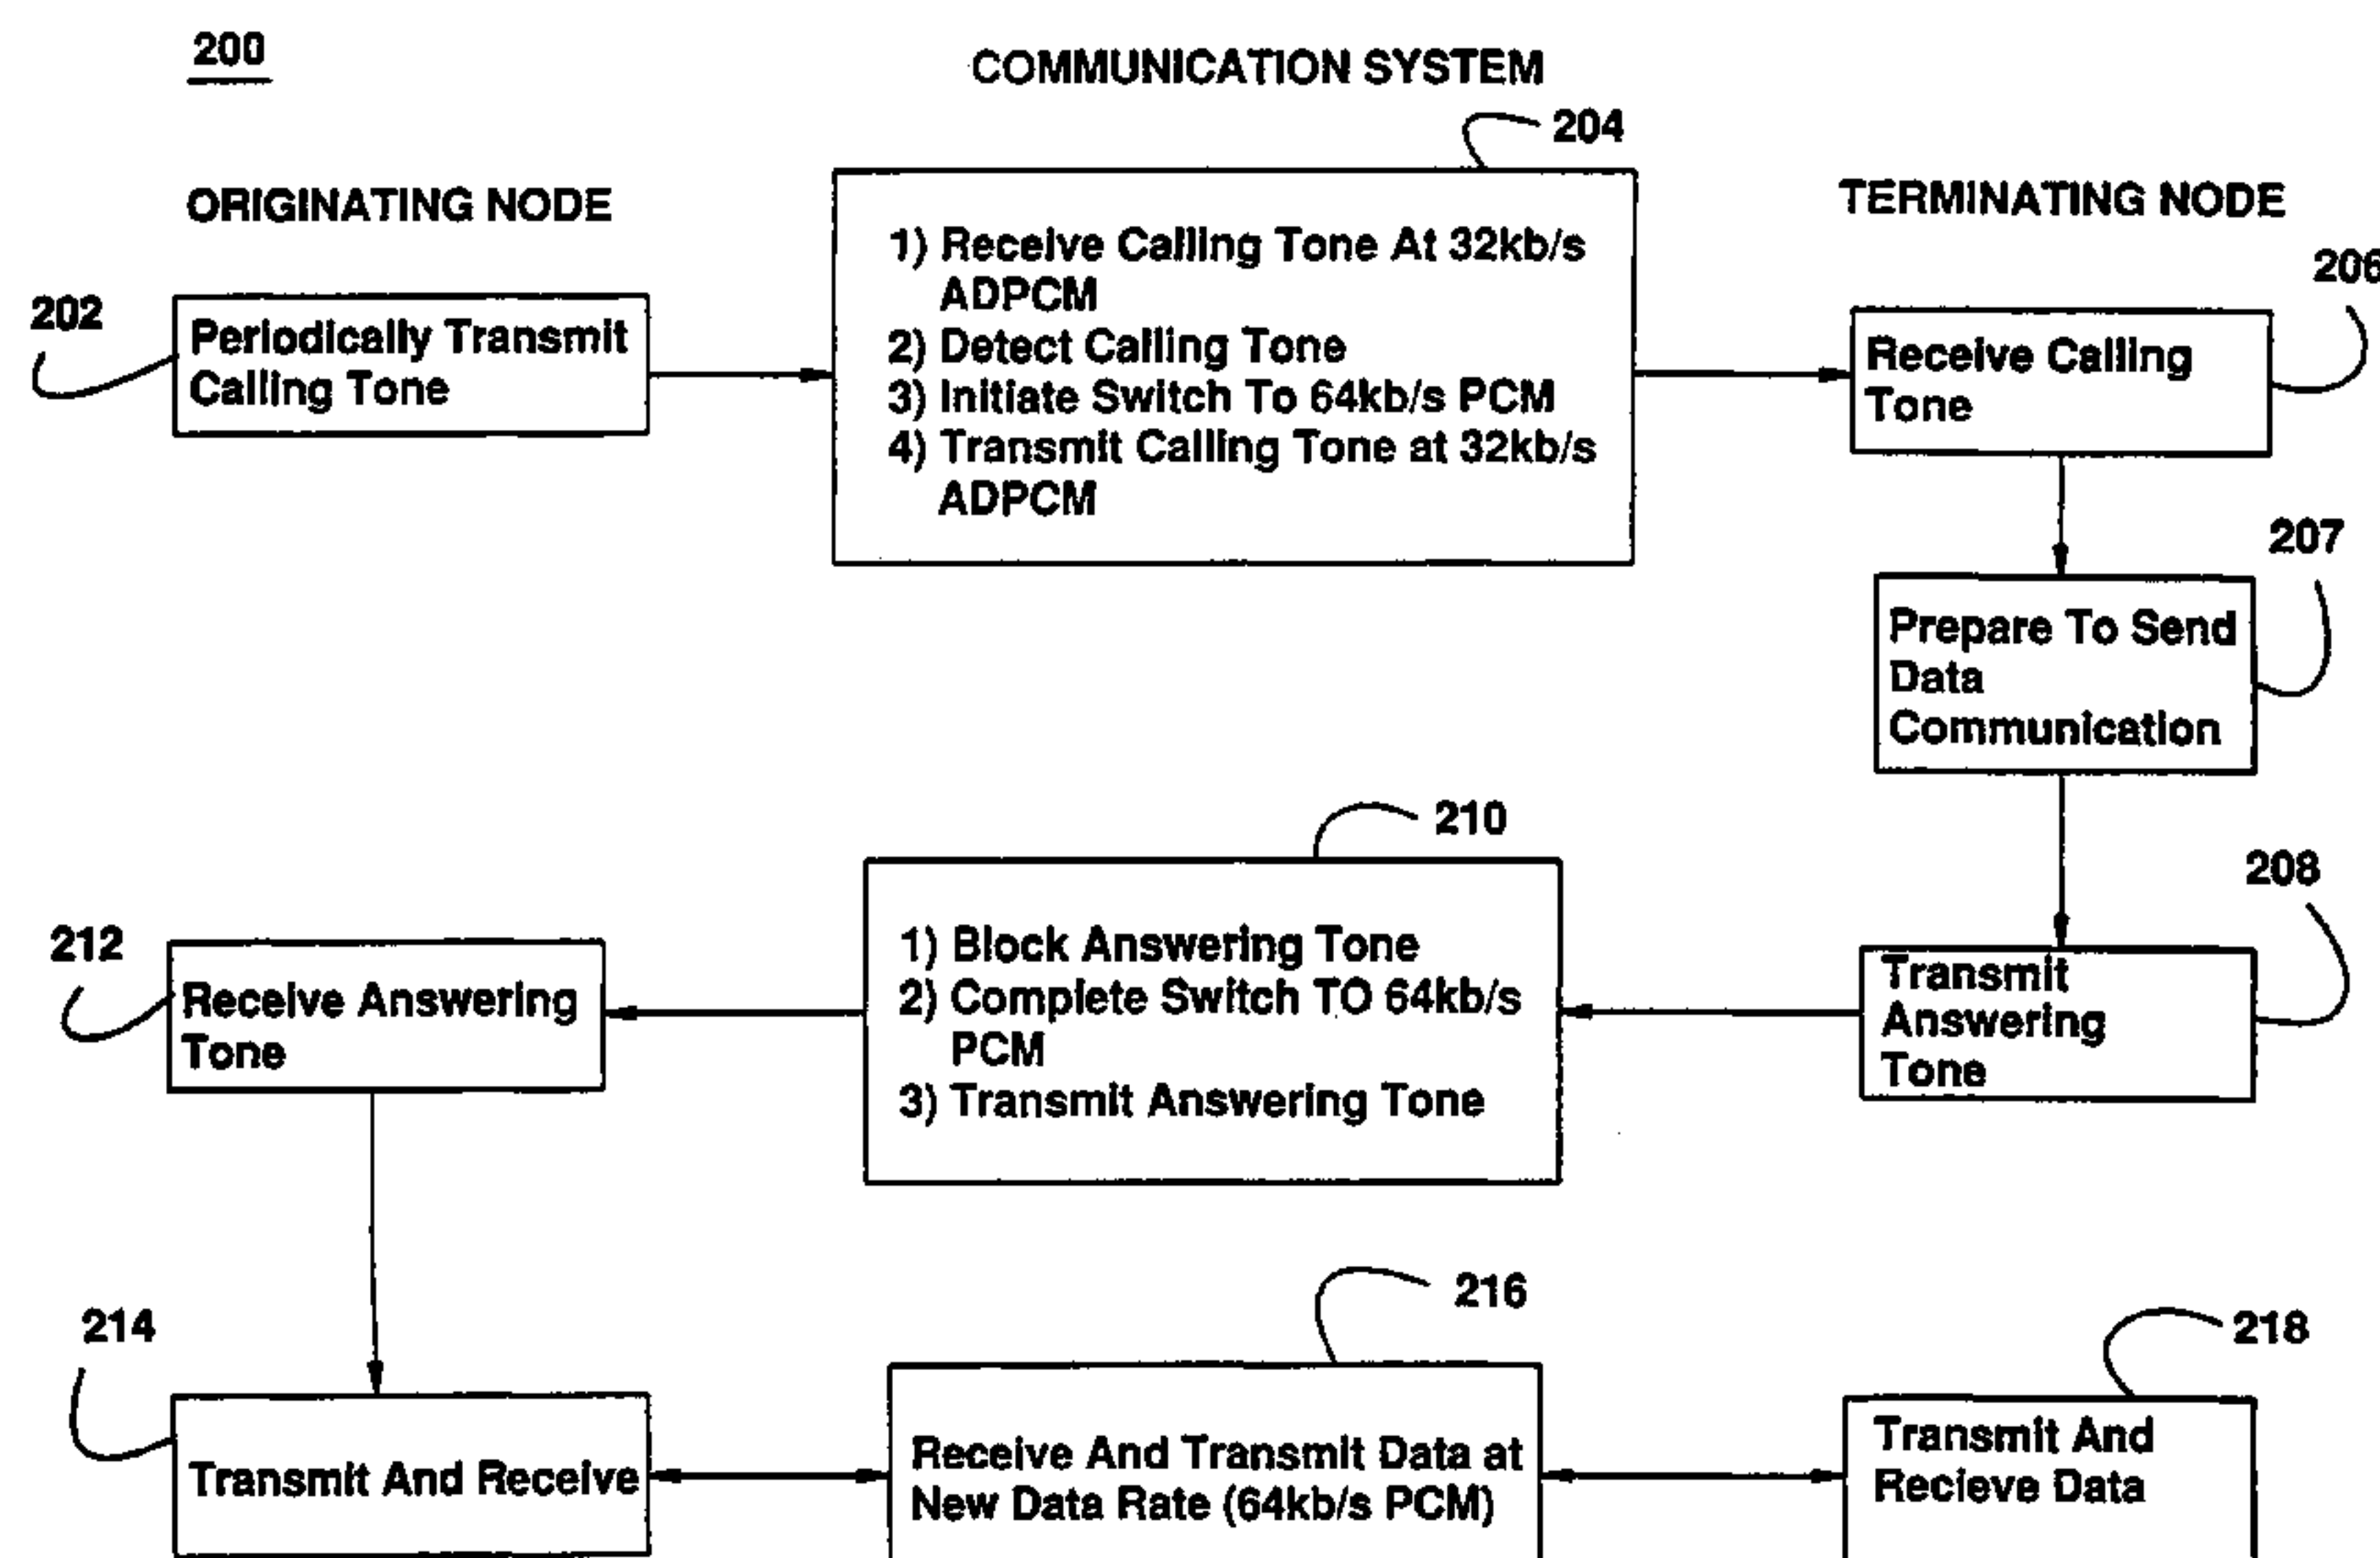 200
COMMUNICATION SYSTEM
204
ORIGINATING NODE
TERMINATING NODE
202
Periodically Transmit
Calling Tone
1) Receive Calling Tone At 32kb/s
ADPCM
2) Detect Calling Tone
3) Initiate Switch To 64kb/s PCM
4) Transmit Calling Tone at 32kb/s
ADPCM
206
Receive Calling
Tone
207
Prepare To Send
Data
Communication
210
208
212
Receive Answering
Tone
1) Block Answering Tone
2) Complete Switch TO 64kb/s
PCM
3) Transmit Answering Tone
Transmit
Answering
Tone
214
216
218
Transmit And Receive
Receive And Transmit Data at
New Data Rate (64kb/s PCM)
Transmit And
Recieve Data